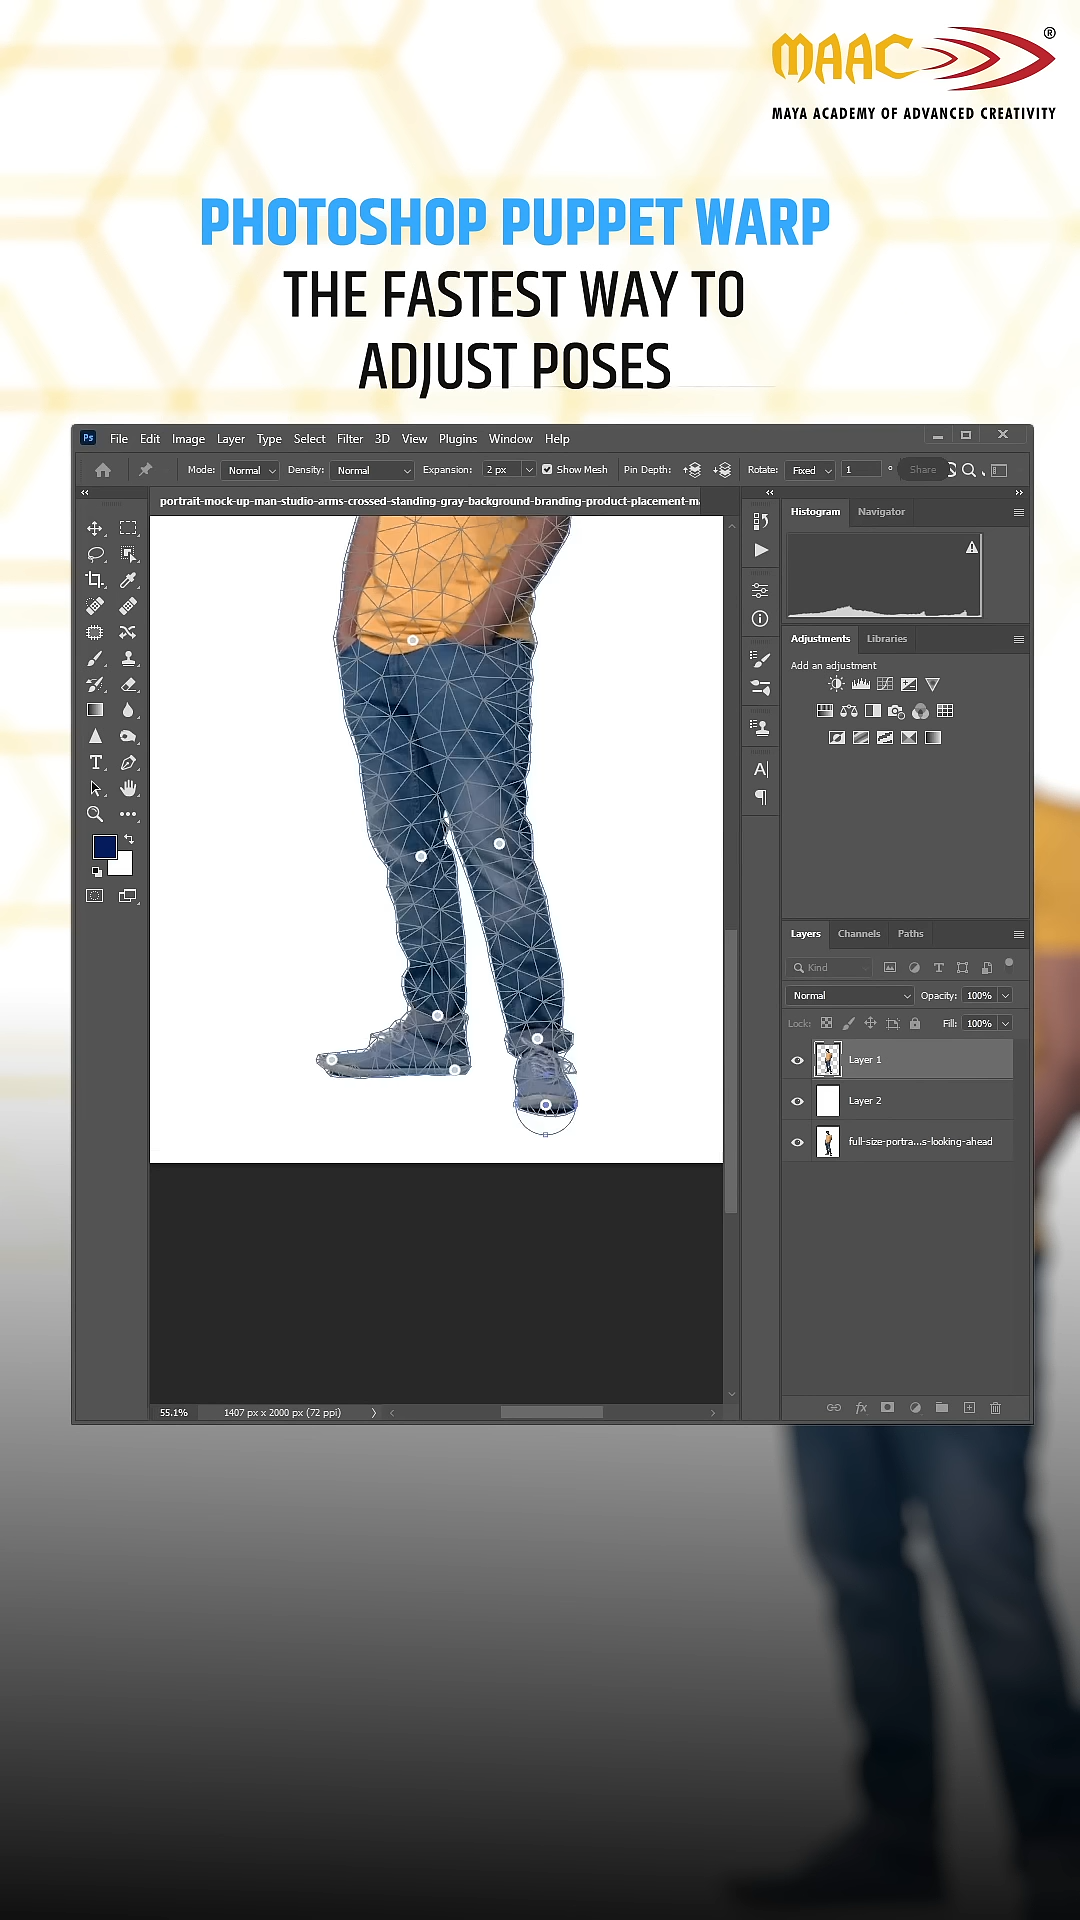 MAAC®
MAYA ACADEMY OF ADVANCED CREATIVITY
PHOTOSHOP PUPPET WARP
THE FASTEST WAY TO
ADJUST POSES
Ps File Edit Image Layer Type Select Filter 3D View Plugins Window Help
Mode: Normal Density: Normal Expansion: 2 px Show Mesh Pin Depth: Rotate: Fixed 1 ° Share
portrait-mock-up-man-studio-arms-crossed-standing-gray-background-branding-product-placement-m
Histogram Navigator
Adjustments Libraries
Add an adjustment
Layers Channels Paths
Kind
Normal Opacity: 100%
Lock: Fill: 100%
Layer 1
Layer 2
full-size-portra...s-looking-ahead
55.1% 1407 px x 2000 px (72 ppi)